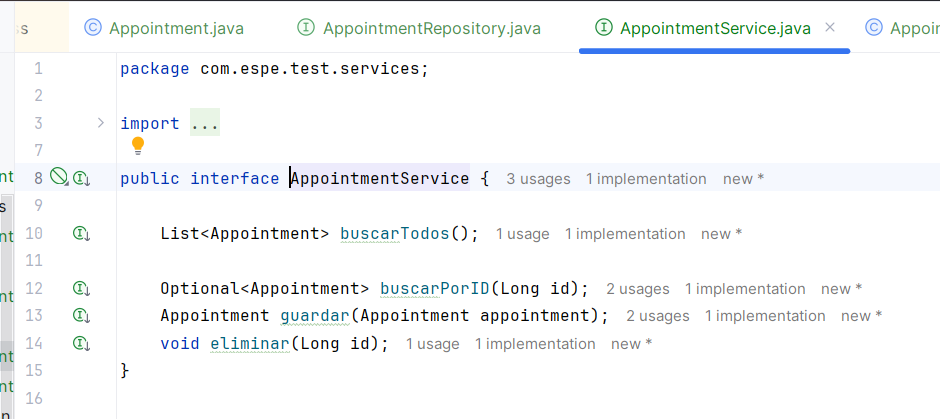 ss Appointment.java AppointmentRepository.java AppointmentService.java Appoin
1 package com.espe.test.services;
2
3 import ...
7
8 public interface AppointmentService { 3 usages 1 implementation new *
9
10 List<Appointment> buscarTodos(); 1 usage 1 implementation new *
11
12 Optional<Appointment> buscarPorID(Long id); 2 usages 1 implementation new *
13 Appointment guardar(Appointment appointment); 2 usages 1 implementation new *
14 void eliminar(Long id); 1 usage 1 implementation new *
15 }
16